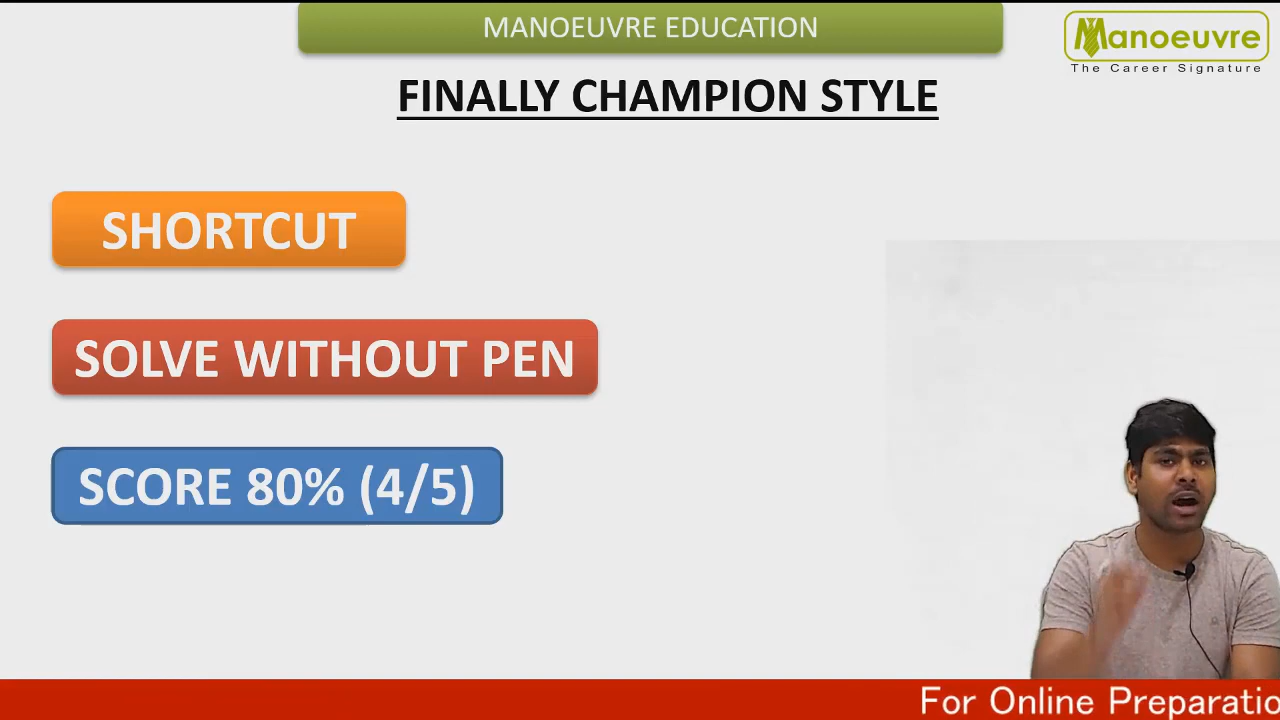 MANOEUVRE EDUCATION
Manoeuvre
The Career Signature
FINALLY CHAMPION STYLE
SHORTCUT
SOLVE WITHOUT PEN
SCORE 80% (4/5)
For Online Preparatio